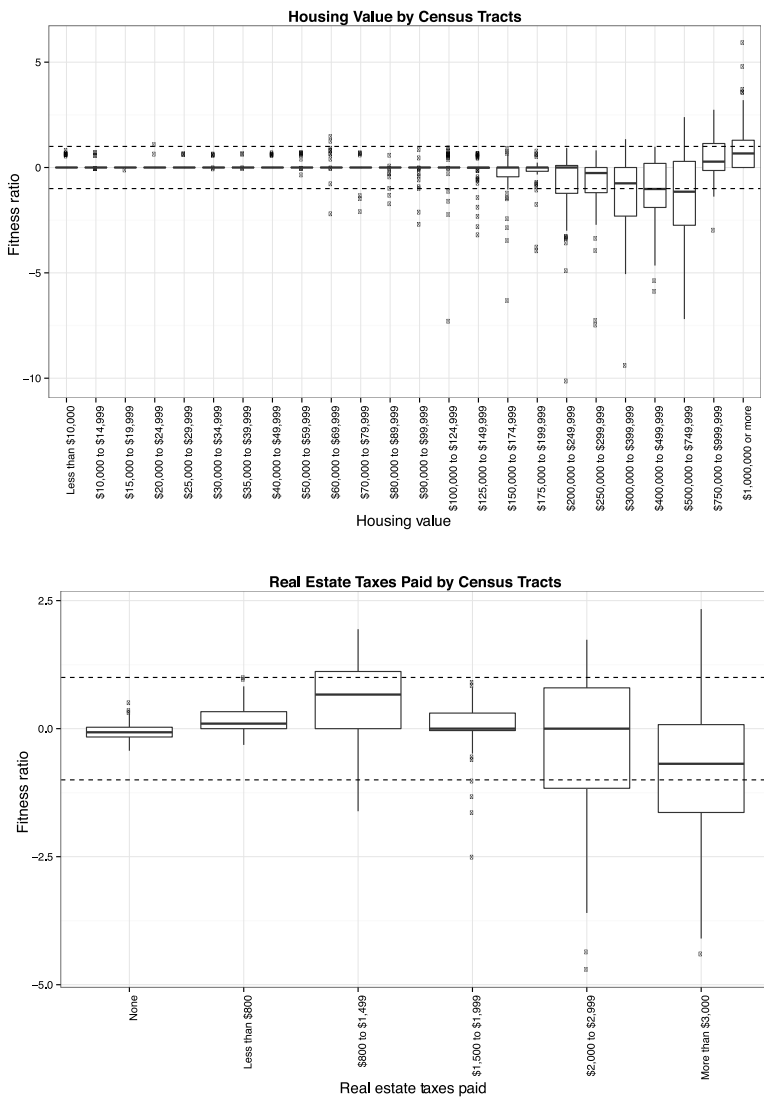 Housing Value by Census Tracts
5
0
−5
−10
Fitness ratio
Less than $10,000
$10,000 to $14,999
$15,000 to $19,999
$20,000 to $24,999
$25,000 to $29,999
$30,000 to $34,999
$35,000 to $39,999
$40,000 to $49,999
$50,000 to $59,999
$60,000 to $69,999
$70,000 to $79,999
$80,000 to $89,999
$90,000 to $99,999
$100,000 to $124,999
$125,000 to $149,999
$150,000 to $174,999
$175,000 to $199,999
$200,000 to $249,999
$250,000 to $299,999
$300,000 to $399,999
$400,000 to $499,999
$500,000 to $749,999
$750,000 to $999,999
$1,000,000 or more
Housing value
Real Estate Taxes Paid by Census Tracts
2.5
0.0
−2.5
−5.0
Fitness ratio
None
Less than $800
$800 to $1,499
$1,500 to $1,999
$2,000 to $2,999
More than $3,000
Real estate taxes paid